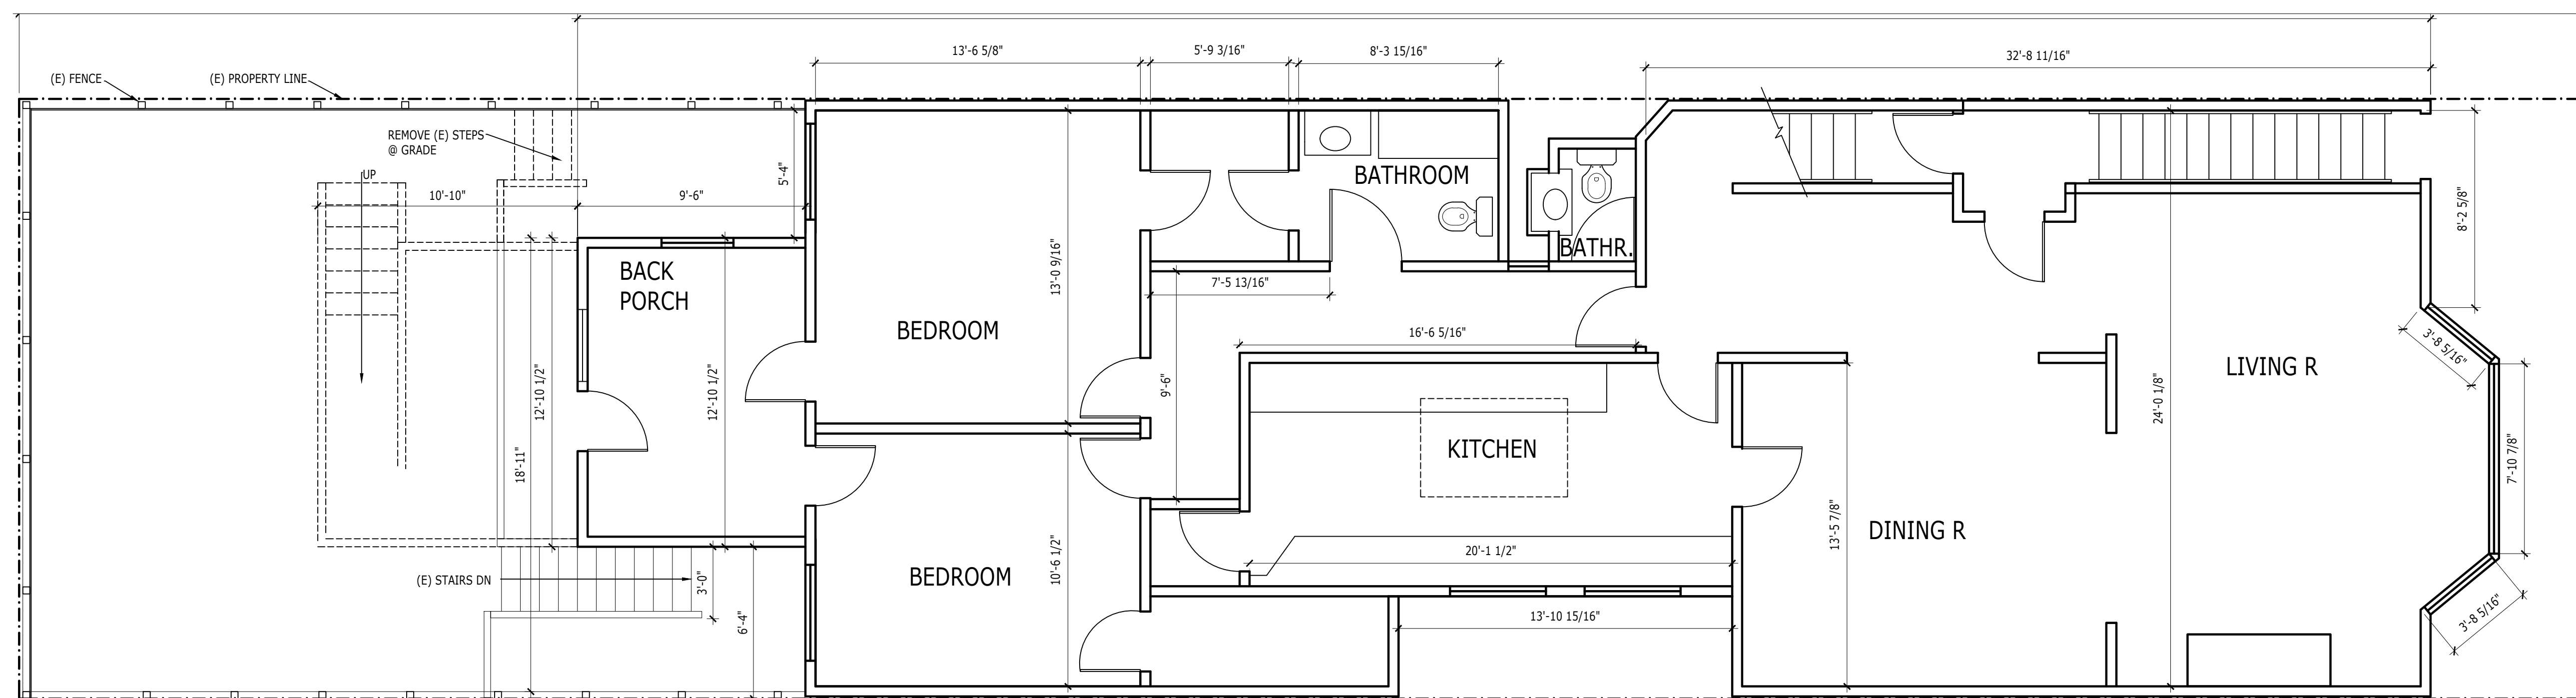 13'-6 5/8"
5'-9 3/16"
8'-3 15/16"
32'-8 11/16"
(E) FENCE
(E) PROPERTY LINE
REMOVE (E) STEPS
@ GRADE
UP
10'-10"
9'-6"
5'-4"
BATHROOM
BATHR.
8'-2 5/8"
BACK
PORCH
13'-0 9/16"
7'-5 13/16"
BEDROOM
16'-6 5/16"
3'-8 5/16"
LIVING R
12'-10 1/2"
12'-10 1/2"
9'-6"
24'-0 1/8"
18'-11"
KITCHEN
7'-10 7/8"
13'-5 7/8"
DINING R
20'-1 1/2"
(E) STAIRS DN
3'-0"
BEDROOM
10'-6 1/2"
6'-4"
13'-10 15/16"
3'-8 5/16"